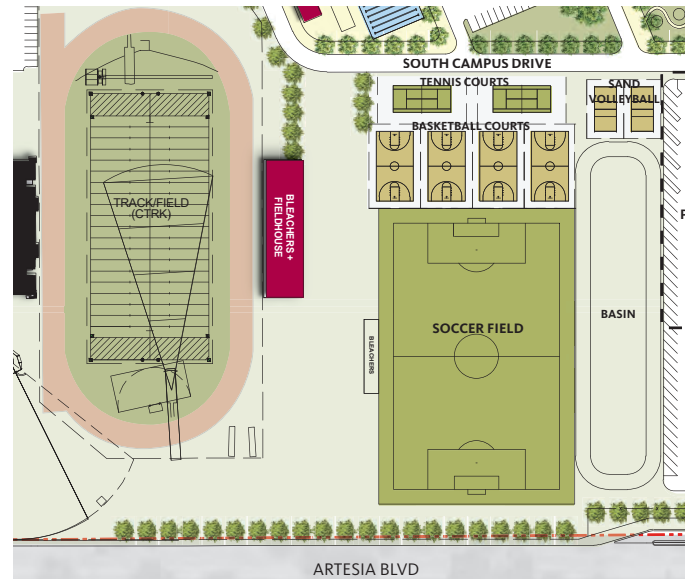 SOUTH CAMPUS DRIVE
TENNIS COURTS
SAND
VOLLEYBALL
BASKETBALL COURTS
TRACK/FIELD
(CTRK)
BLEACHERS +
FIELDHOUSE
P
BASIN
SOCCER FIELD
BLEACHERS
ARTESIA BLVD